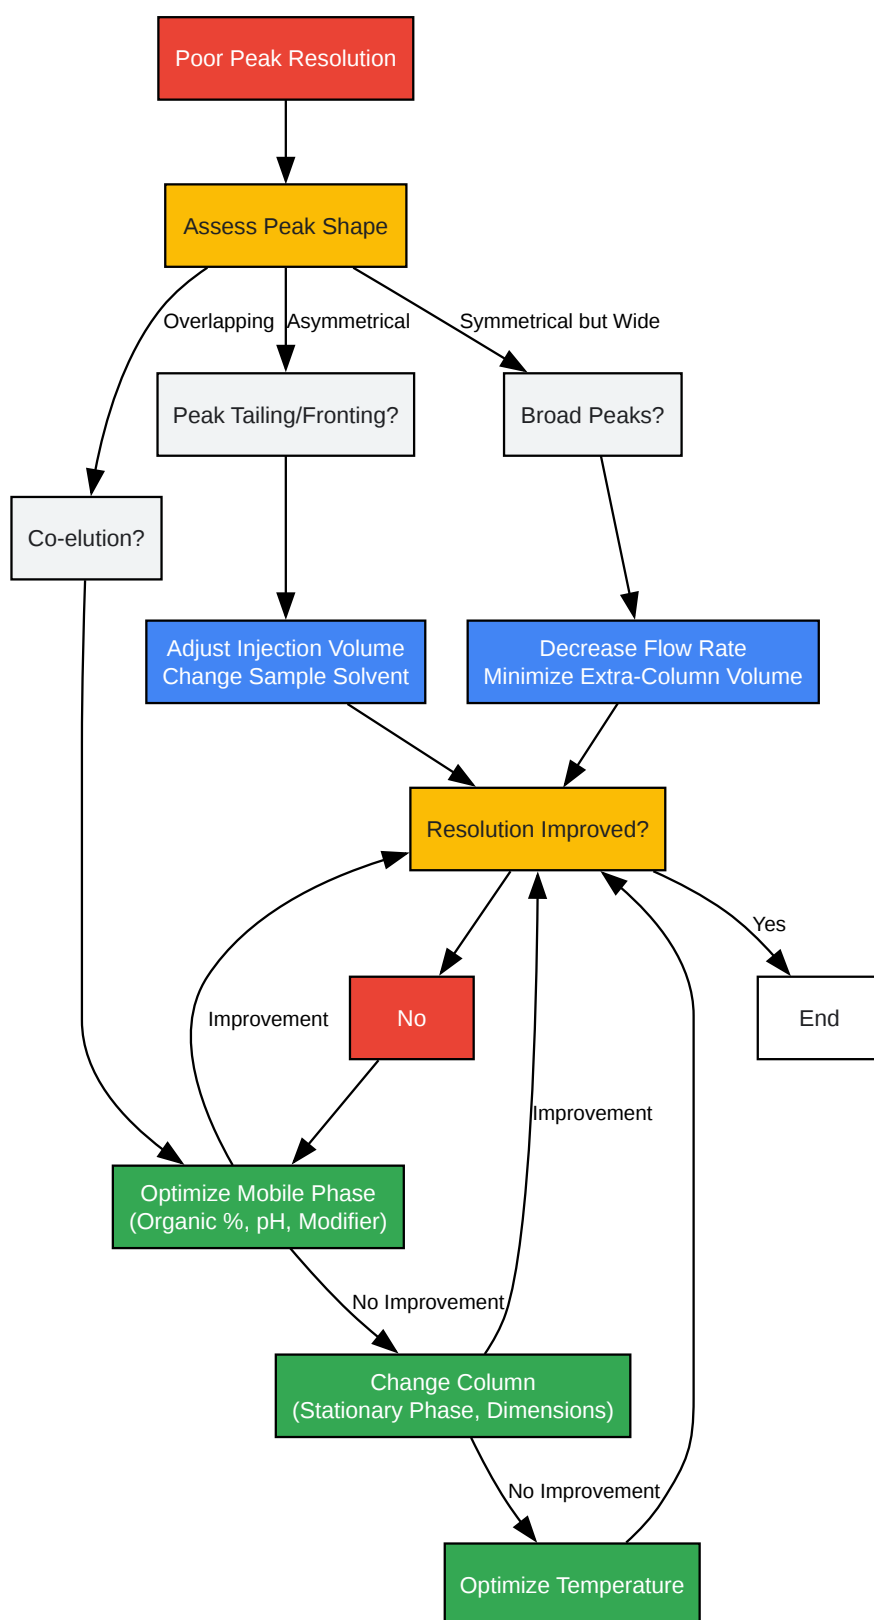 Poor Peak Resolution
Assess Peak Shape
Overlapping
Asymmetrical
Symmetrical but Wide
Peak Tailing/Fronting?
Broad Peaks?
Co-elution?
Adjust Injection Volume
Change Sample Solvent
Decrease Flow Rate
Minimize Extra-Column Volume
Resolution Improved?
Yes
No
End
Improvement
Improvement
Optimize Mobile Phase
(Organic %, pH, Modifier)
No Improvement
Change Column
(Stationary Phase, Dimensions)
No Improvement
Optimize Temperature